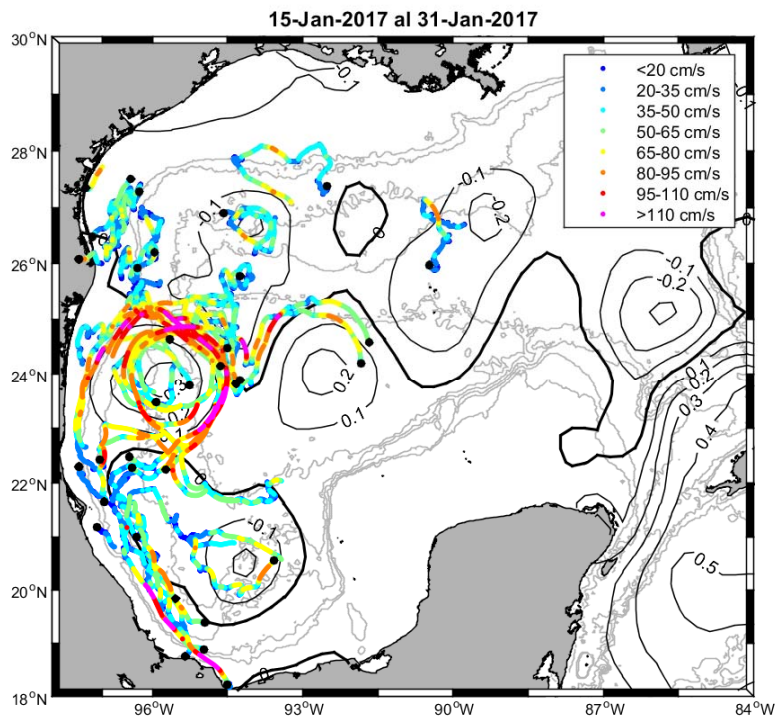 15-Jan-2017 al 31-Jan-2017
30°N
28°N
26°N
24°N
22°N
20°N
18°N
96°W
93°W
90°W
87°W
84°W
<20 cm/s
20-35 cm/s
35-50 cm/s
50-65 cm/s
65-80 cm/s
80-95 cm/s
95-110 cm/s
>110 cm/s
-0.1
-0.2
-0.1
0
-0.1
-0.2
0.2
0.1
0.1
0.2
0.3
0.4
0.5
0
-0.1
0